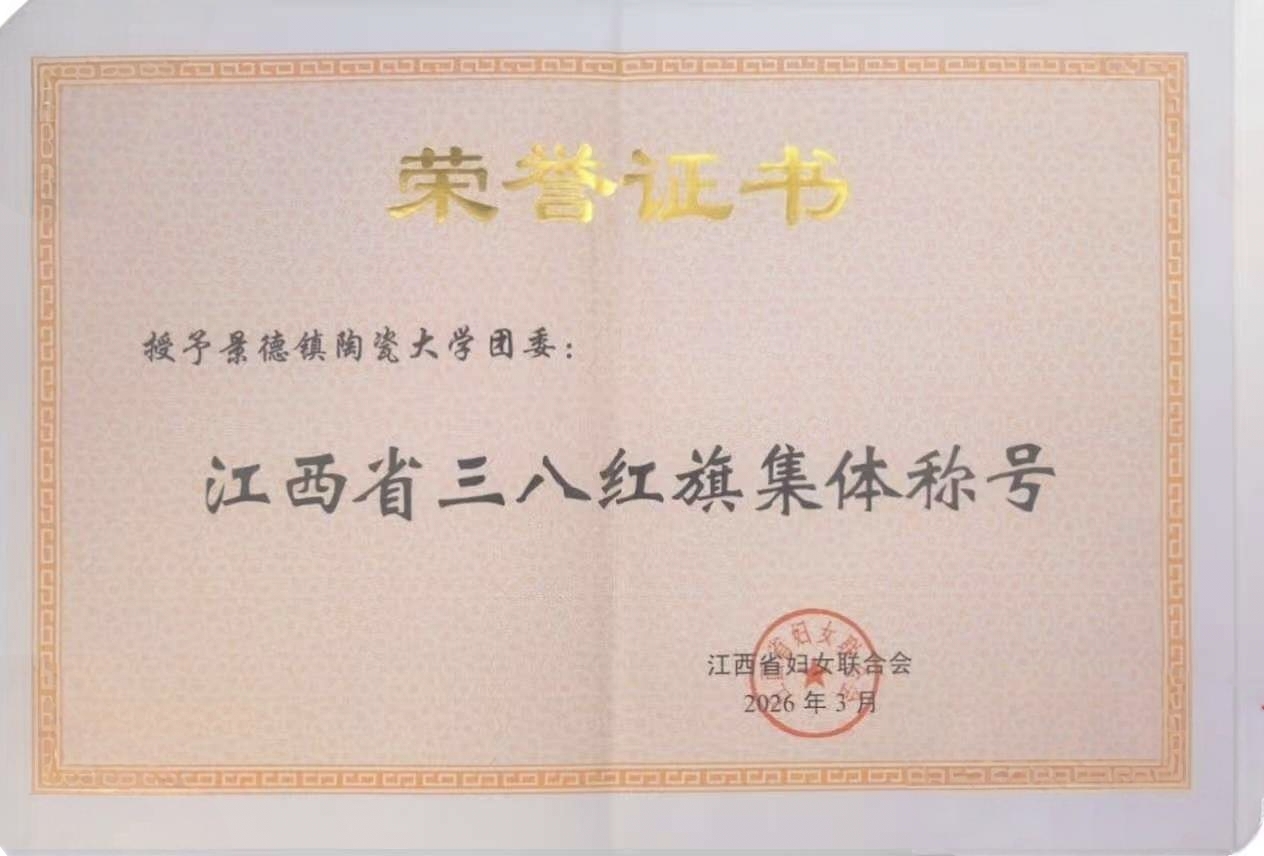 荣誉证书
授予景德镇陶瓷大学团委：
江西省三八红旗集体称号
江西省妇女联合会
2026 年 3 月